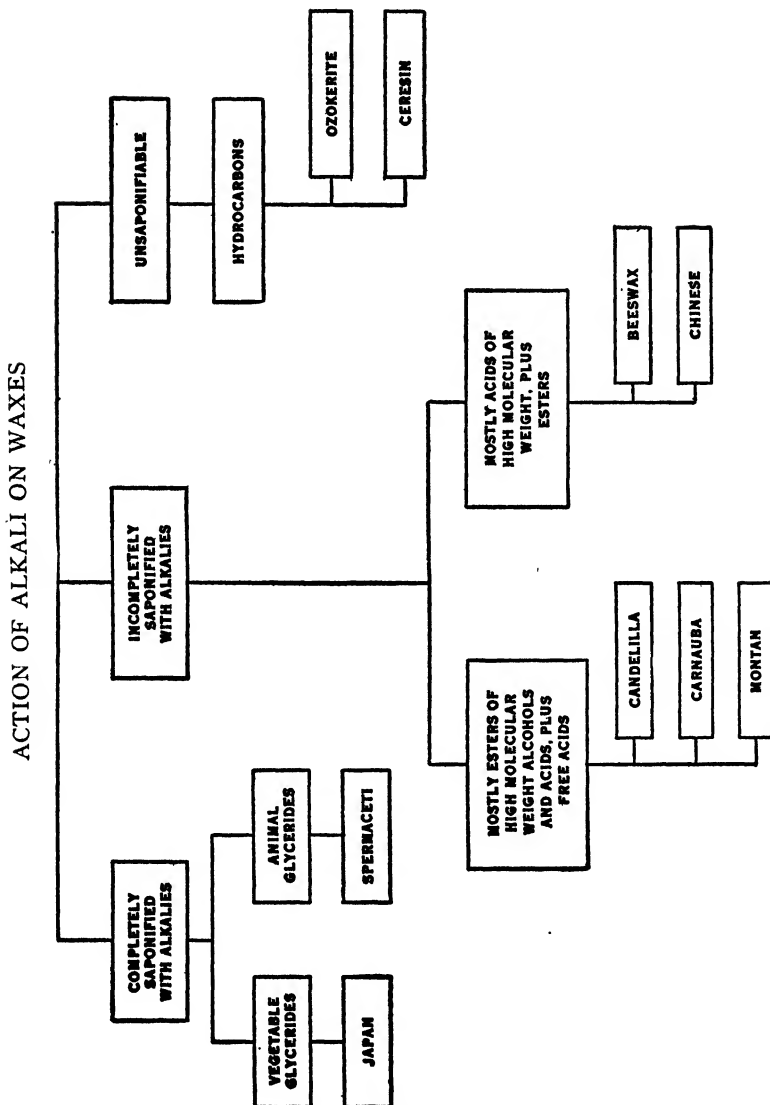 ACTION OF ALKALI ON WAXES
COMPLETELY
SAPONIFIED
WITH ALKALIES
VEGETABLE
GLYCERIDES
JAPAN
ANIMAL
GLYCERIDES
SPERMACETI
INCOMPLETELY
SAPONIFIED
WITH ALKALIES
MOSTLY ESTERS OF
HIGH MOLECULAR
WEIGHT ALCOHOLS
AND ACIDS, PLUS
FREE ACIDS
CANDELILLA
CARNAUBA
MONTAN
MOSTLY ACIDS OF
HIGH MOLECULAR
WEIGHT, PLUS
ESTERS
BEESWAX
CHINESE
UNSAPONIFIABLE
HYDROCARBONS
OZOKERITE
CERESIN